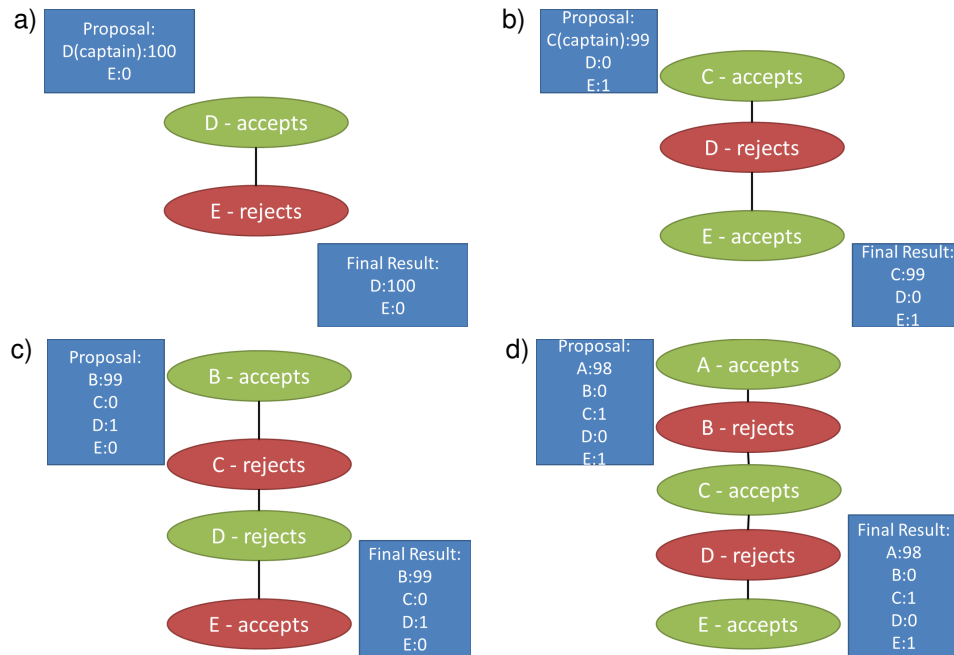 a)
Proposal:
D(captain):100
E:0
D - accepts
E - rejects
Final Result:
D:100
E:0
b)
Proposal:
C(captain):99
D:0
E:1
C - accepts
D - rejects
E - accepts
Final Result:
C:99
D:0
E:1
c)
Proposal:
B:99
C:0
D:1
E:0
B - accepts
C - rejects
D - rejects
E - accepts
Final Result:
B:99
C:0
D:1
E:0
d)
Proposal:
A:98
B:0
C:1
D:0
E:1
A - accepts
B - rejects
C - accepts
D - rejects
E - accepts
Final Result:
A:98
B:0
C:1
D:0
E:1